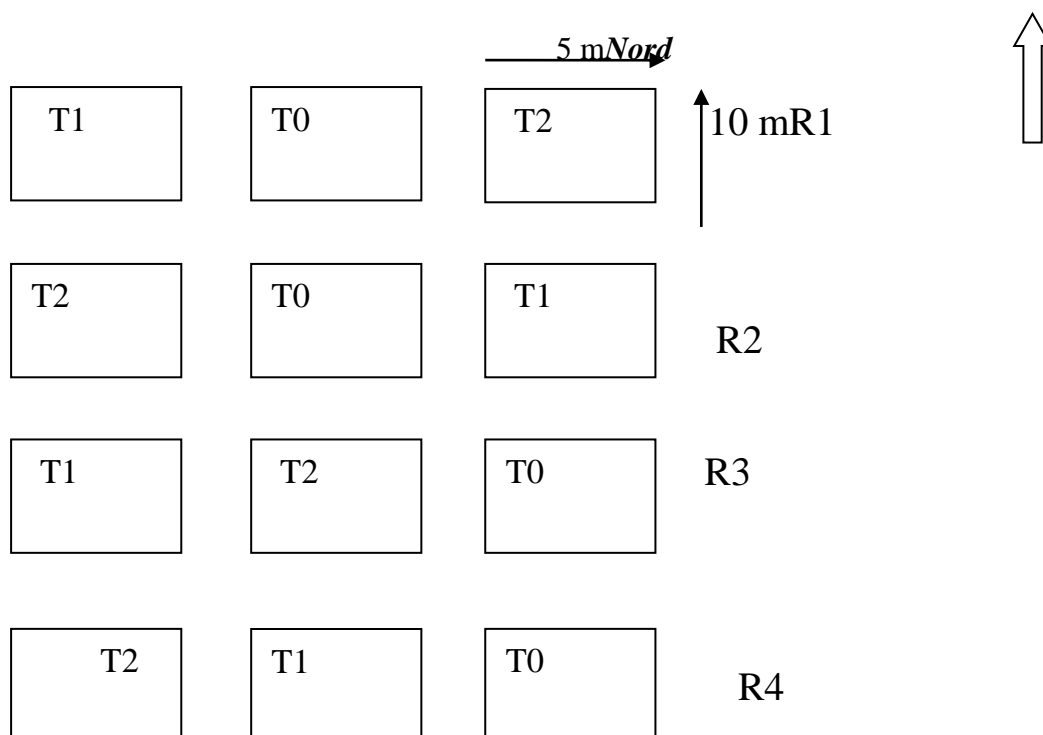 5 mNord
T1 T0 T2 10 mR1
T2 T0 T1
R2
T1 T2 T0 R3
T2 T1 T0
R4